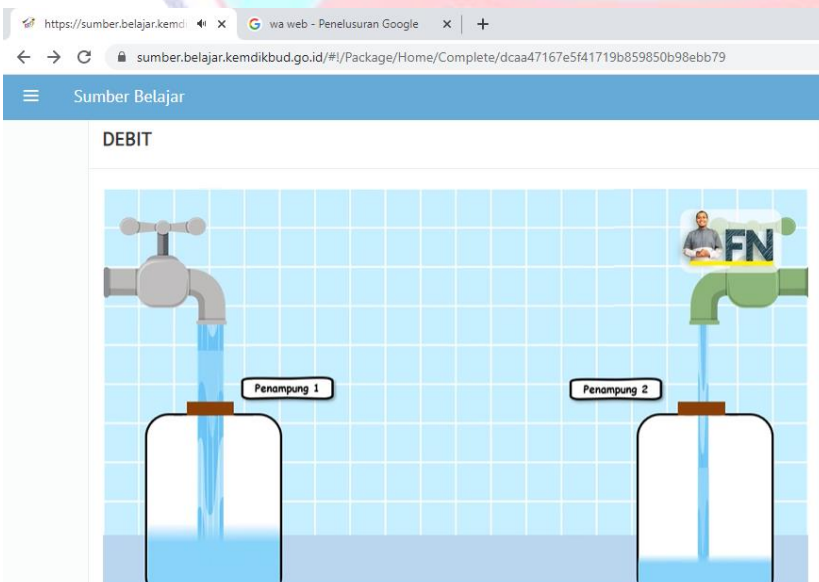 https://sumber.belajar.kemdi
wa web - Penelusuran Google
sumber.belajar.kemdikbud.go.id/#!/Package/Home/Complete/dcaa47167e5f41719b859850b98ebb79
Sumber Belajar
DEBIT
FN
Penampung 1
Penampung 2